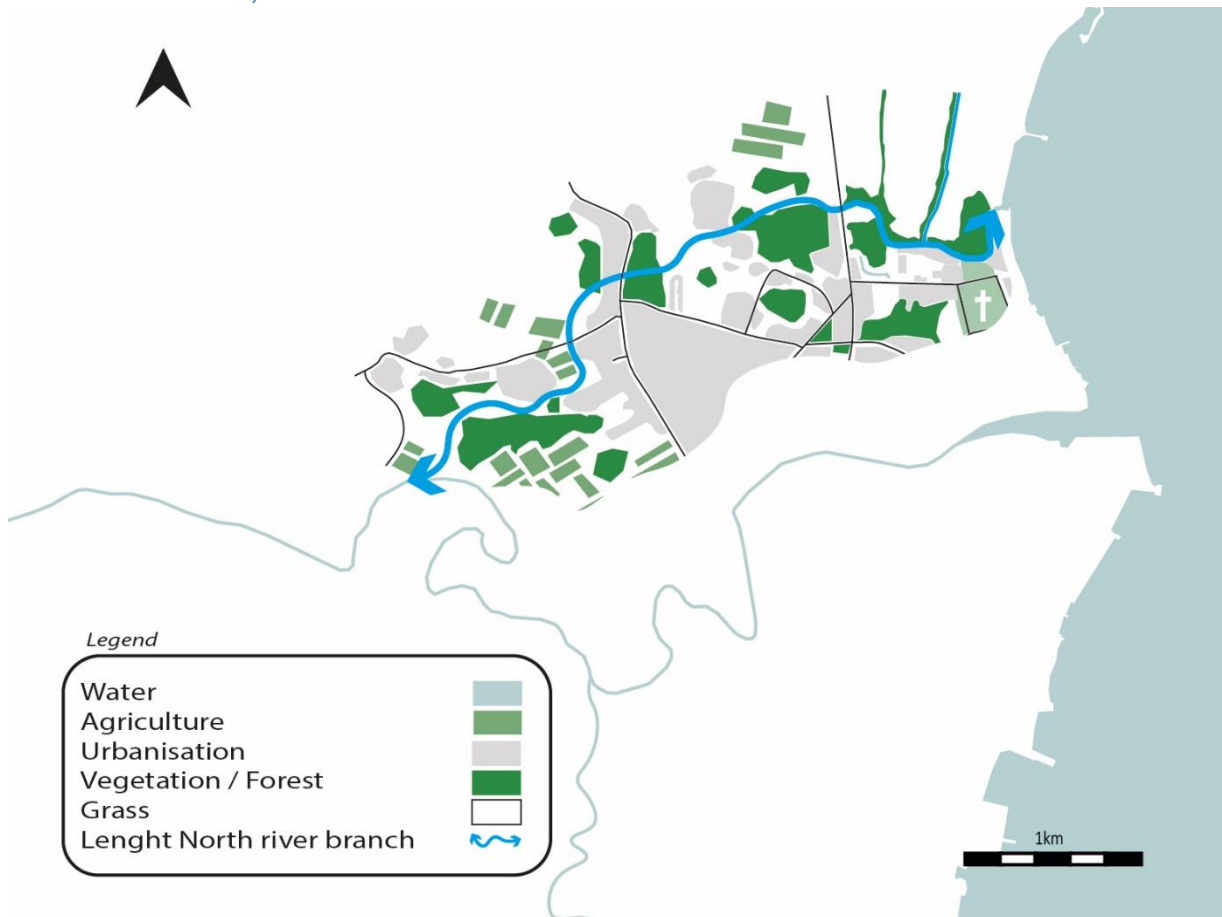 Legend
Water
Agriculture
Urbanisation
Vegetation / Forest
Grass
Lenght North river branch
1km